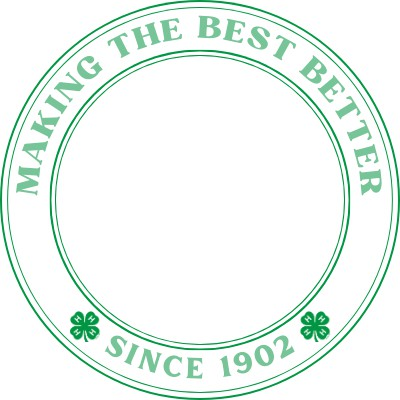 MAKING THE BEST BETTER
H H H H
SINCE 1902
H H H H